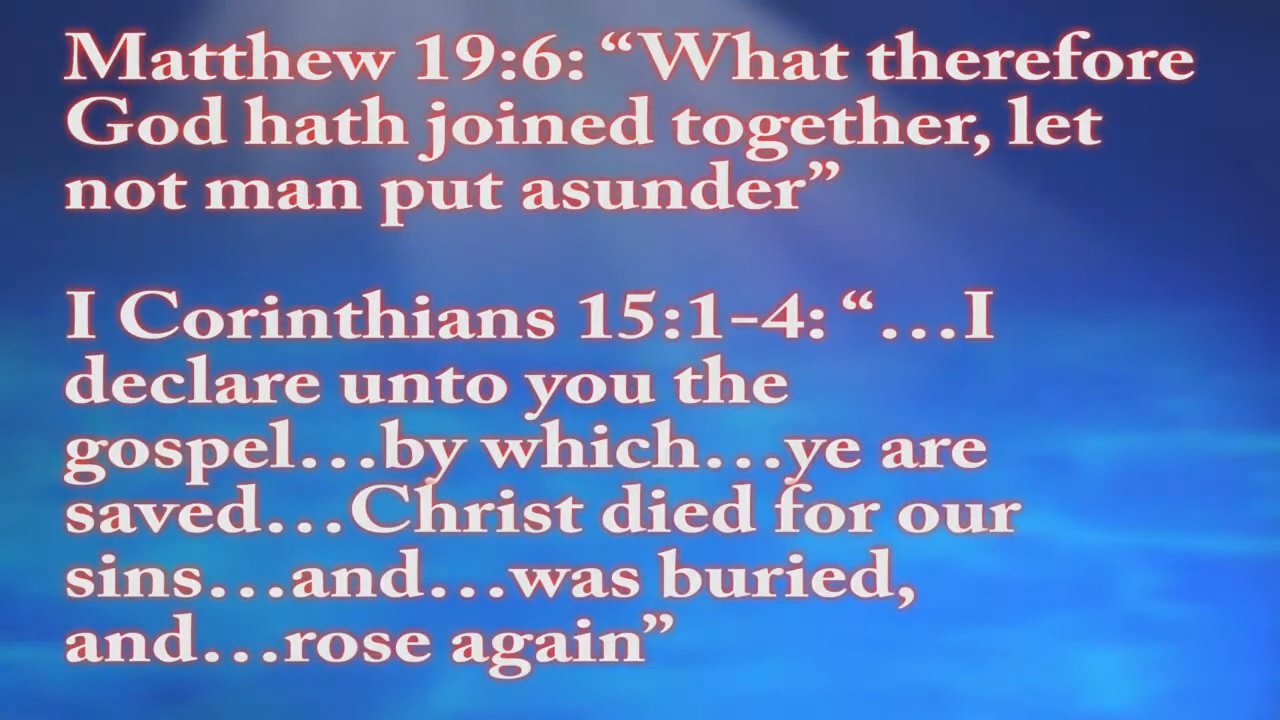 Matthew 19:6: “What therefore
God hath joined together, let
not man put asunder”
I Corinthians 15:1-4: “…I
declare unto you the
gospel…by which…ye are
saved…Christ died for our
sins…and…was buried,
and…rose again”